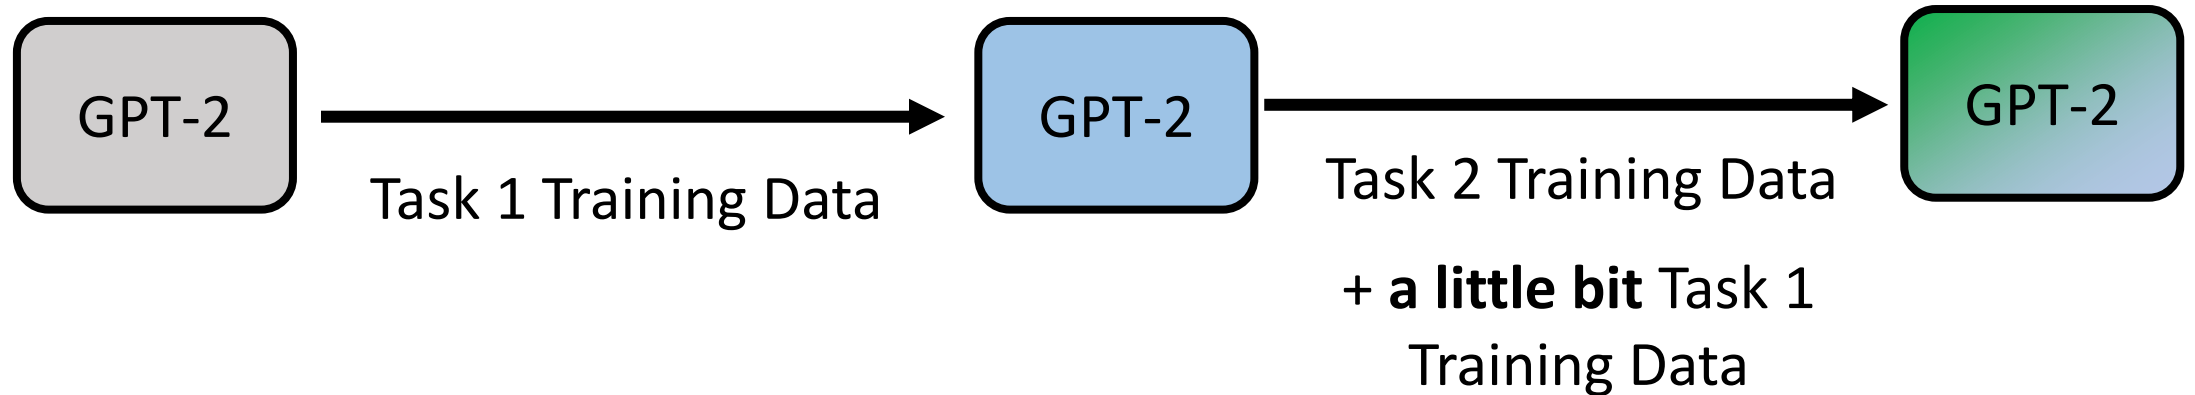 GPT-2
Task 1 Training Data
GPT-2
Task 2 Training Data
+ a little bit Task 1
Training Data
GPT-2